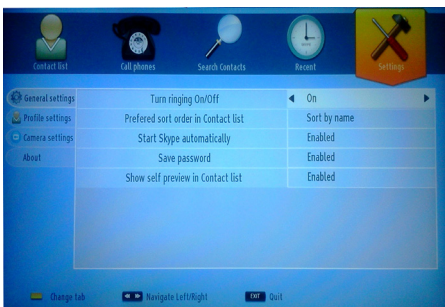 Contact list Call phones Search Contacts Recent Settings
General settings Turn ringing On/Off On
Profile settings Prefered sort order in Contact list Sort by name
Camera settings Start Skype automatically Enabled
About Save password Enabled
Show self preview in Contact list Enabled
Change tab Navigate Left/Right EXIT Quit